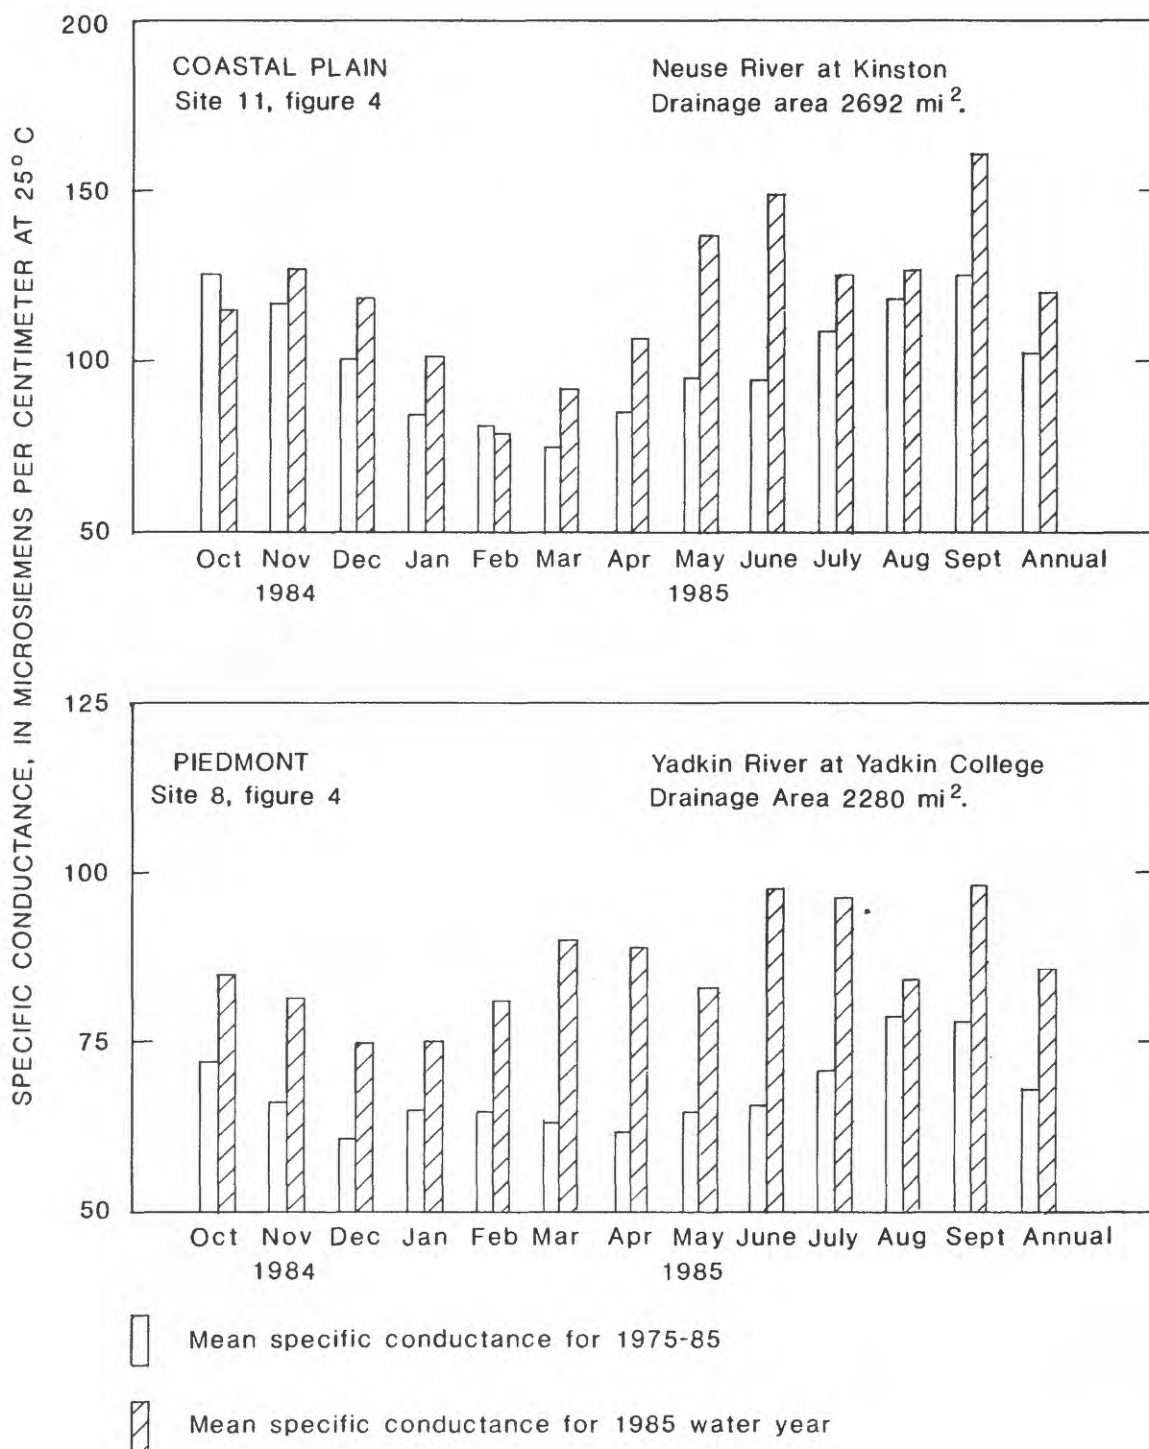 SPECIFIC CONDUCTANCE, IN MICROSIEMENS PER CENTIMETER AT 25° C
200
150
100
50
COASTAL PLAIN
Site 11, figure 4
Neuse River at Kinston
Drainage area 2692 mi².
Oct Nov Dec Jan Feb Mar Apr May June July Aug Sept Annual
1984 1985
125
100
75
50
PIEDMONT
Site 8, figure 4
Yadkin River at Yadkin College
Drainage Area 2280 mi².
Oct Nov Dec Jan Feb Mar Apr May June July Aug Sept Annual
1984 1985
Mean specific conductance for 1975-85
Mean specific conductance for 1985 water year